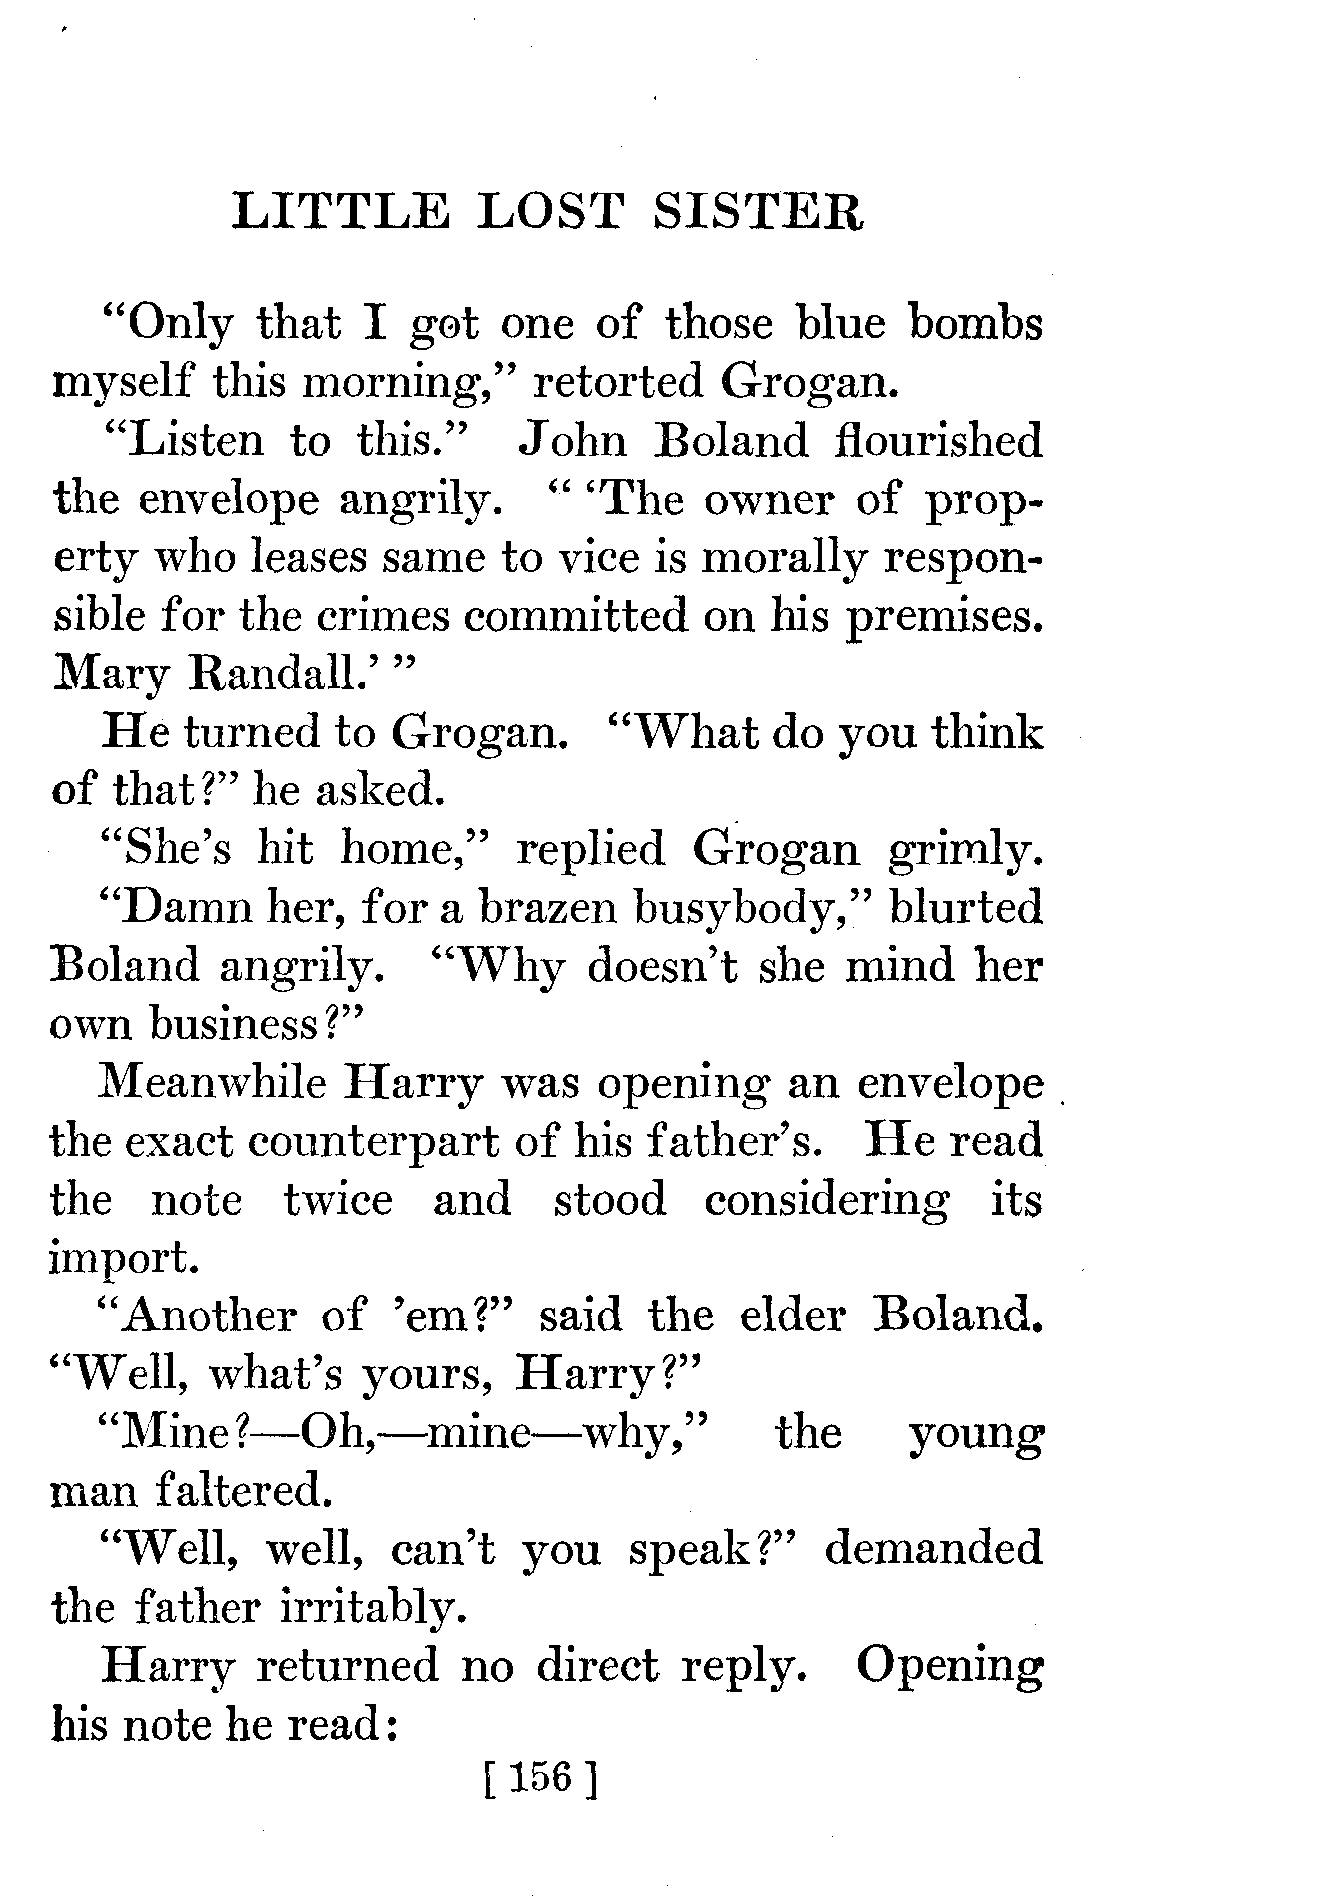 LITTLE LOST SISTER
“Only that I got one of those blue bombs
myself this morning,” retorted Grogan.
“Listen to this.” John Boland flourished
the envelope angrily. “ ‘The owner of prop-
erty who leases same to vice is morally respon-
sible for the crimes committed on his premises.
Mary Randall.’ ”
He turned to Grogan. “What do you think
of that?” he asked.
“She’s hit home,” replied Grogan grimly.
“Damn her, for a brazen busybody,” blurted
Boland angrily. “Why doesn’t she mind her
own business?”
Meanwhile Harry was opening an envelope
the exact counterpart of his father’s. He read
the note twice and stood considering its
import.
“Another of ’em?” said the elder Boland.
“Well, what’s yours, Harry?”
“Mine?—Oh,—mine—why,” the young
man faltered.
“Well, well, can’t you speak?” demanded
the father irritably.
Harry returned no direct reply. Opening
his note he read:
[ 156 ]